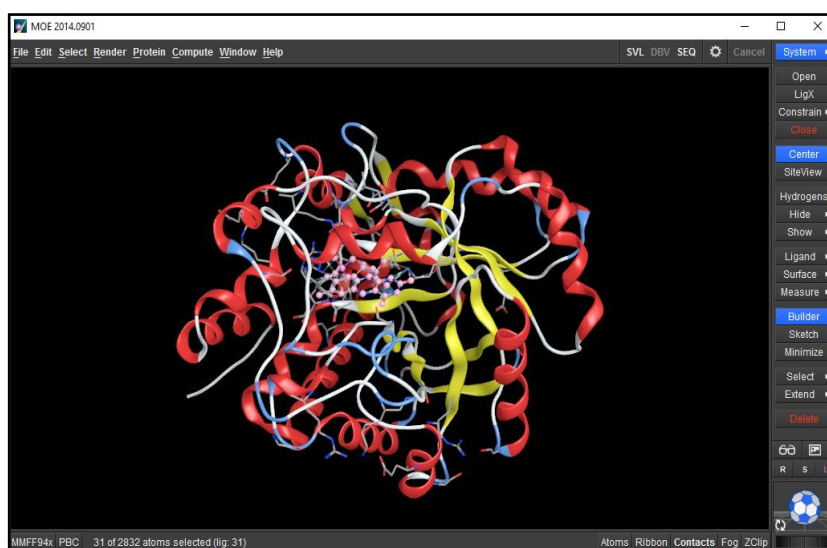 MOE 2014.0901
File Edit Select Render Protein Compute Window Help SVL DBV SEQ Cancel
System
Open
LigX
Constrain
Close
Center
SiteView
Hydrogens
Hide
Show
Ligand
Surface
Measure
Builder
Sketch
Minimize
Select
Extend
Delete
R S L
MMFF94x PBC 31 of 2832 atoms selected (lig: 31) Atoms Ribbon Contacts Fog ZClip